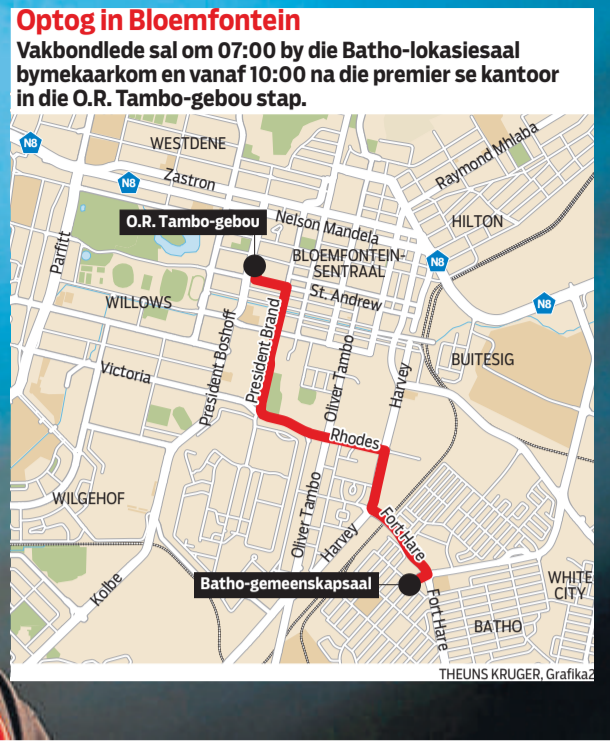 Optog in Bloemfontein
Vakbondlede sal om 07:00 by die Batho-lokasiesaal
bymekaarkom en vanaf 10:00 na die premier se kantoor
in die O.R. Tambo-gebou stap.
N8
WESTDENE
Raymond Mhlaba
Zastron
N8
O.R. Tambo-gebou
Nelson Mandela
HILTON
Parfitt
BLOEMFONTEIN-
SENTRAAL
N8
St. Andrew
WILLOWS
N8
President Boshoff
President Brand
Victoria
Oliver Tambo
Harvey
BUITESIG
Rhodes
WILGEHOF
Oliver Tambo
Harvey
Fort Hare
Kolbe
Batho-gemeenskapsaal
Fort Hare
WHITE
CITY
BATHO
THEUNS KRUGER, Grafika2